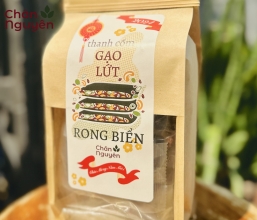 Chân
Nguyên
thanh cốm
GẠO
LỨT
RONG BIỂN
Chân
Nguyên